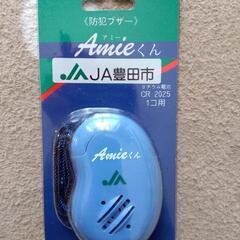 〈防犯ブザー〉
アミー
Amieくん
JA豊田市
リチウム電池
CR 2025
1コ用
Amieくん
JA